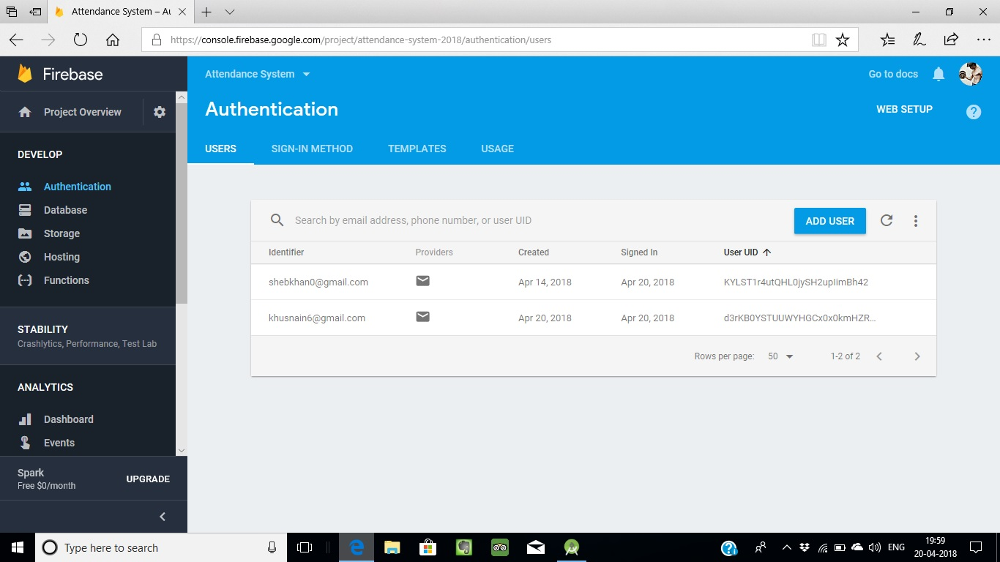 Attendance System – Au
https://console.firebase.google.com/project/attendance-system-2018/authentication/users
Firebase
Project Overview
DEVELOP
Authentication
Database
Storage
Hosting
Functions
STABILITY
Crashlytics, Performance, Test Lab
ANALYTICS
Dashboard
Events
Spark
Free $0/month
UPGRADE
Attendance System
Go to docs
Authentication
WEB SETUP
USERS SIGN-IN METHOD TEMPLATES USAGE
Search by email address, phone number, or user UID
ADD USER
Identifier Providers Created Signed In User UID
shebkhan0@gmail.com Apr 14, 2018 Apr 20, 2018 KYLST1r4utQHL0jySH2upIimBh42
khusnain6@gmail.com Apr 20, 2018 Apr 20, 2018 d3rKB0YSTUUWYHGCx0x0kmHZR...
Rows per page: 50 1-2 of 2
Type here to search
ENG
19:59
20-04-2018